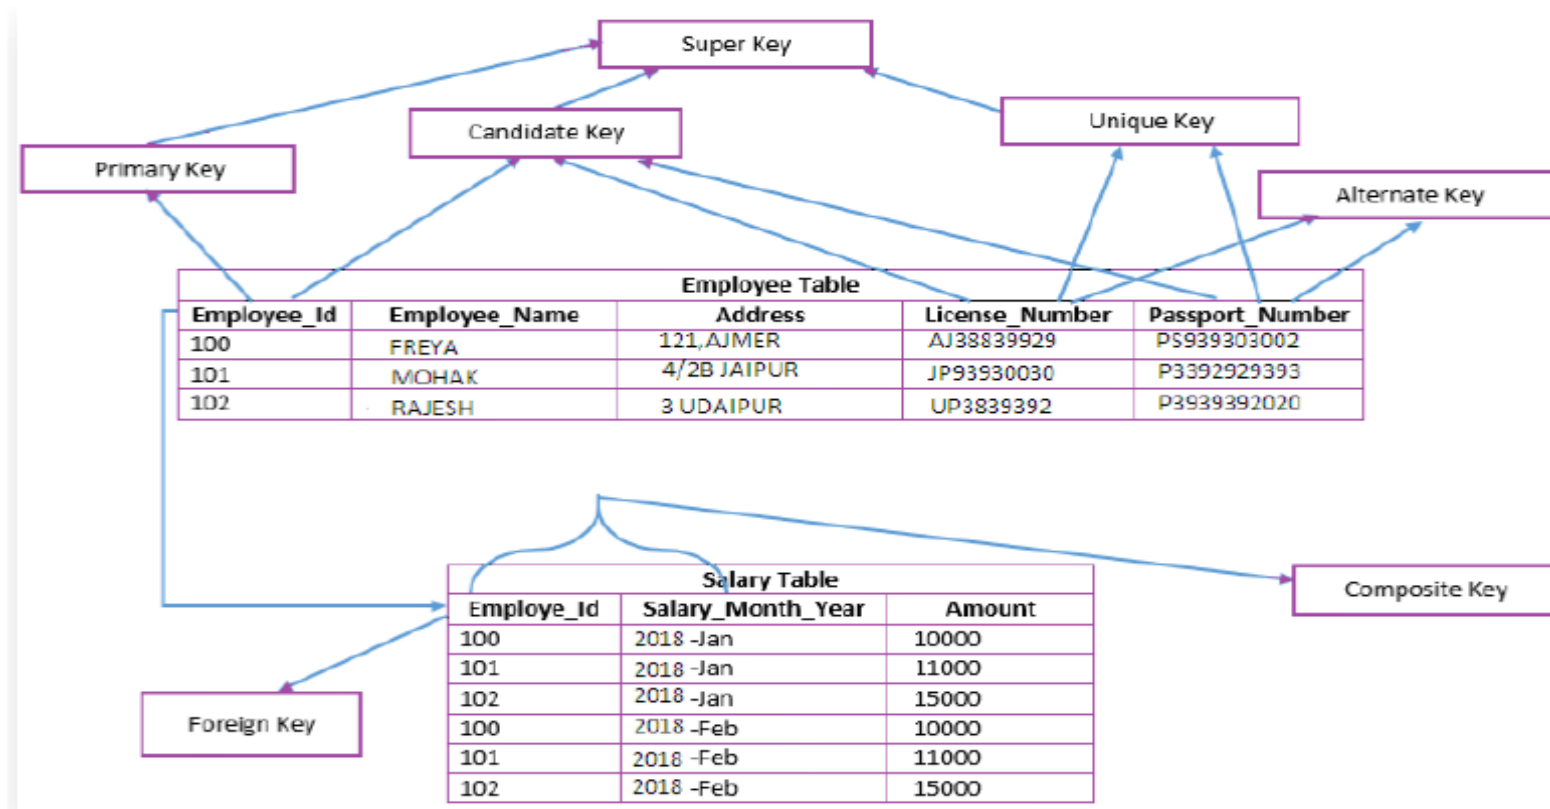 Super Key
Candidate Key
Unique Key
Primary Key
Alternate Key
Employee Table
Employee_Id Employee_Name Address License_Number Passport_Number
100 FREYA 121,AJMER AJ38839929 PS939303002
101 MOHAK 4/2B JAIPUR JP93930030 P3392929393
102 RAJESH 3 UDAIPUR UP3839392 P3939392020
Salary Table
Composite Key
Employe_Id Salary_Month_Year Amount
100 2018 -Jan 10000
101 2018 -Jan 11000
102 2018 -Jan 15000
Foreign Key
100 2018 -Feb 10000
101 2018 -Feb 11000
102 2018 -Feb 15000